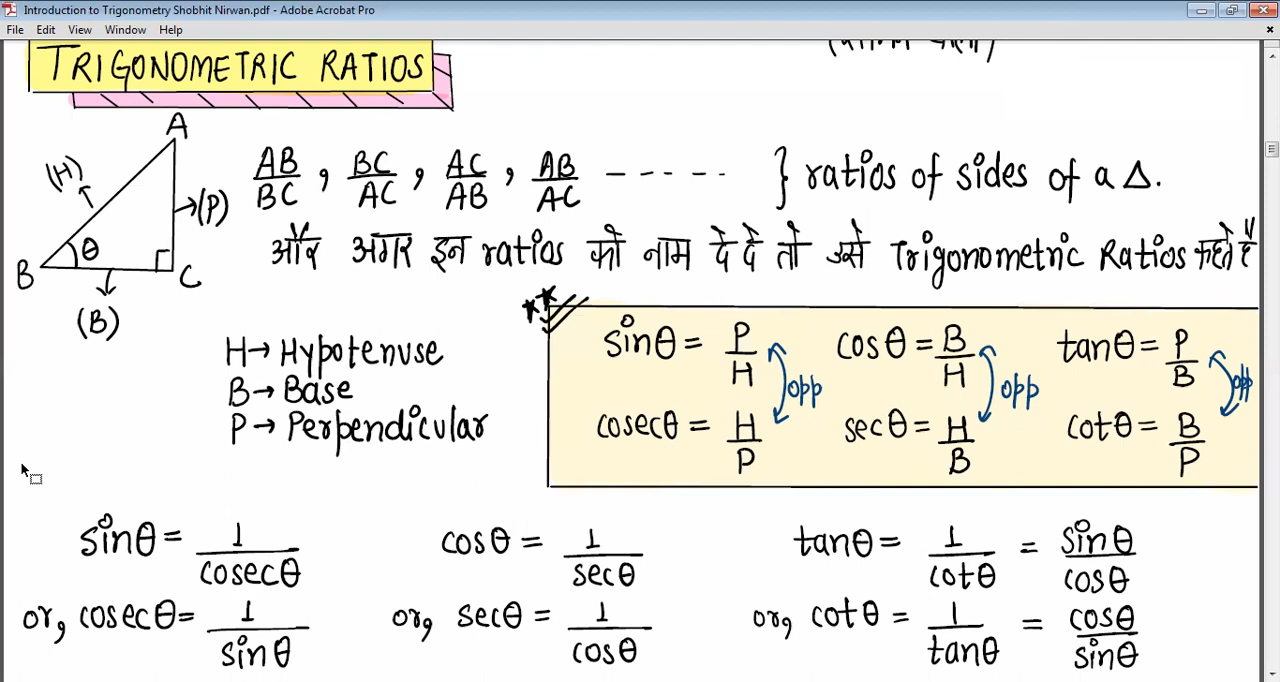 Introduction to Trigonometry Shobhit Nirwan.pdf - Adobe Acrobat Pro
File Edit View Window Help
TRIGONOMETRIC RATIOS
A
(H)
(P)
θ
B
C
(B)
AB/BC , BC/AC , AC/AB , AB/AC ------ } ratios of sides of a Δ.
और अगर इन ratios को नाम दे दे तो उसे Trigonometric Ratios कहते हैं
H→ Hypotenuse
B→ Base
P→ Perpendicular
sinθ = P/H cosθ = B/H tanθ = P/B
opp opp opp
cosecθ = H/P secθ = H/B cotθ = B/P
sinθ = 1/cosecθ cosθ = 1/secθ tanθ = 1/cotθ = sinθ/cosθ
or, cosecθ = 1/sinθ or, secθ = 1/cosθ or, cotθ = 1/tanθ = cosθ/sinθ